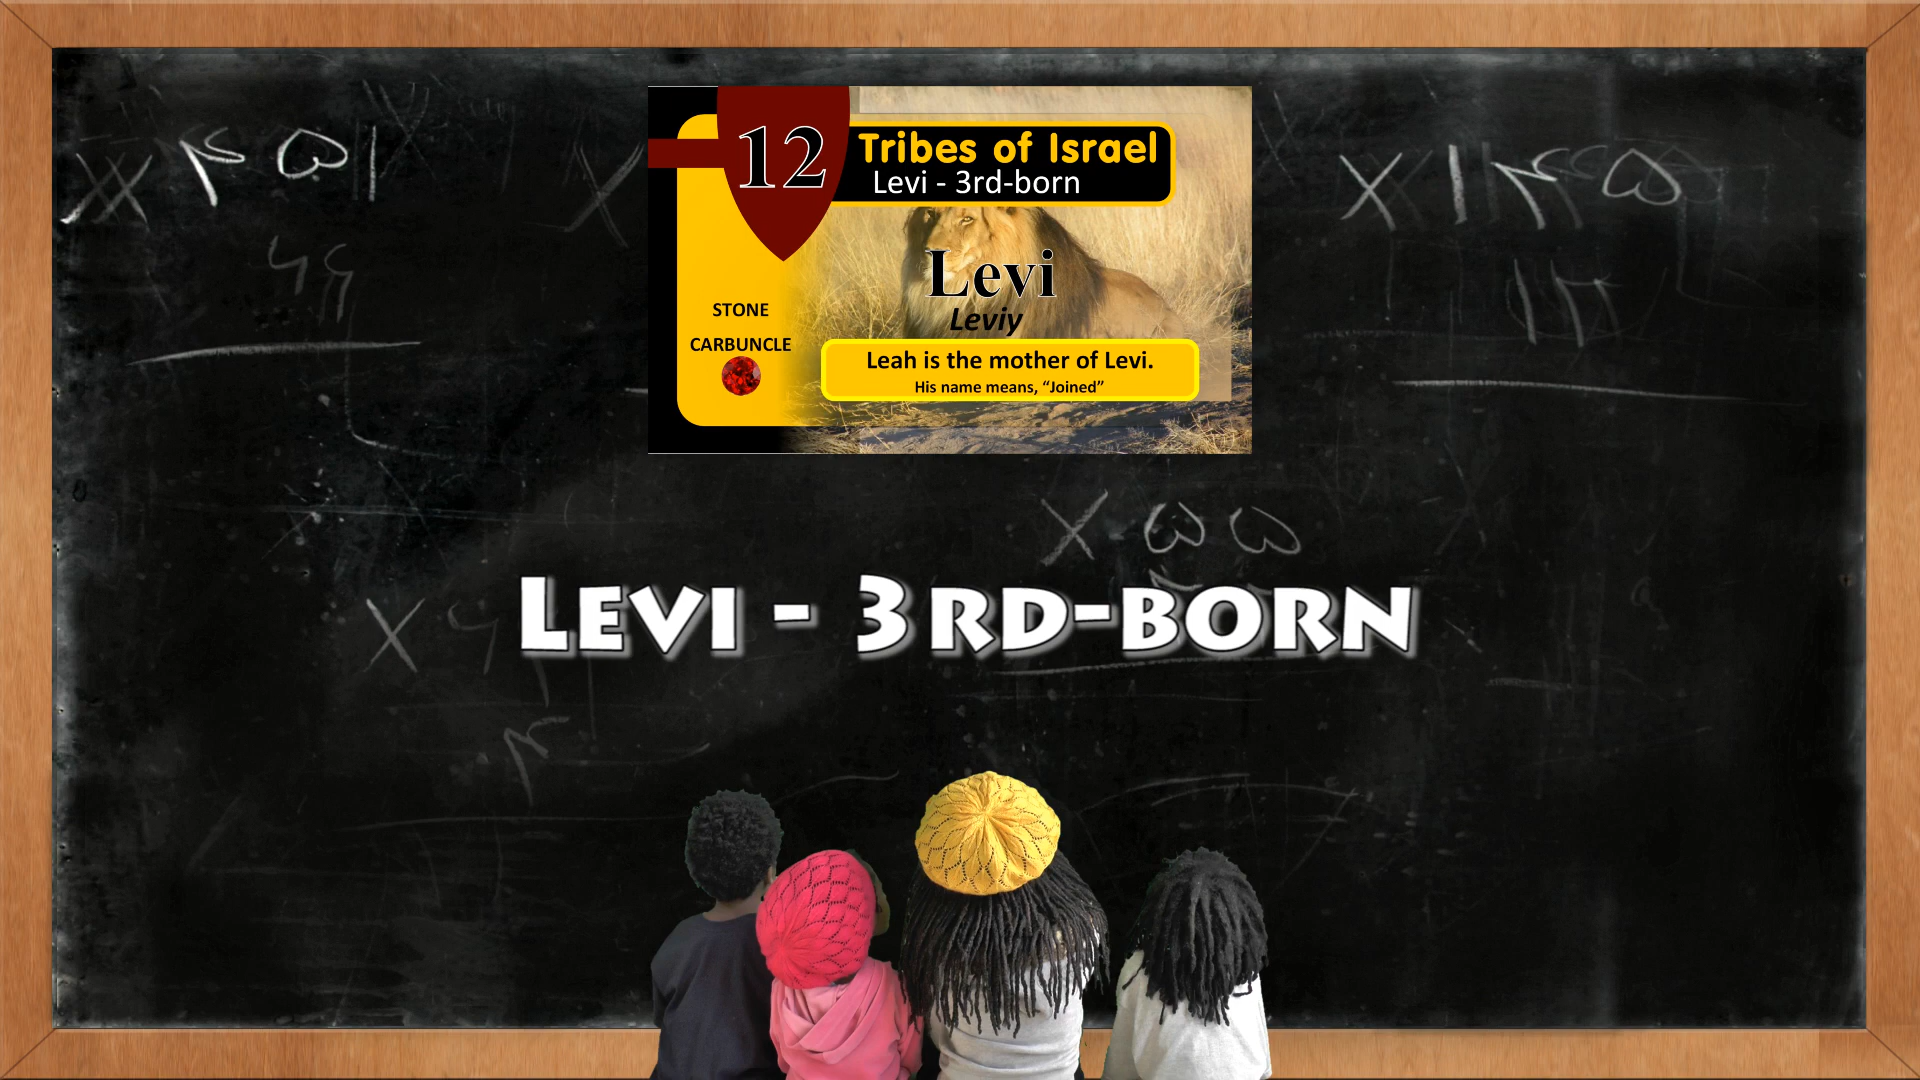 12
Tribes of Israel
Levi - 3rd-born
Levi
Leviy
STONE
CARBUNCLE
Leah is the mother of Levi.
His name means, “Joined”
Levi - 3rd-born